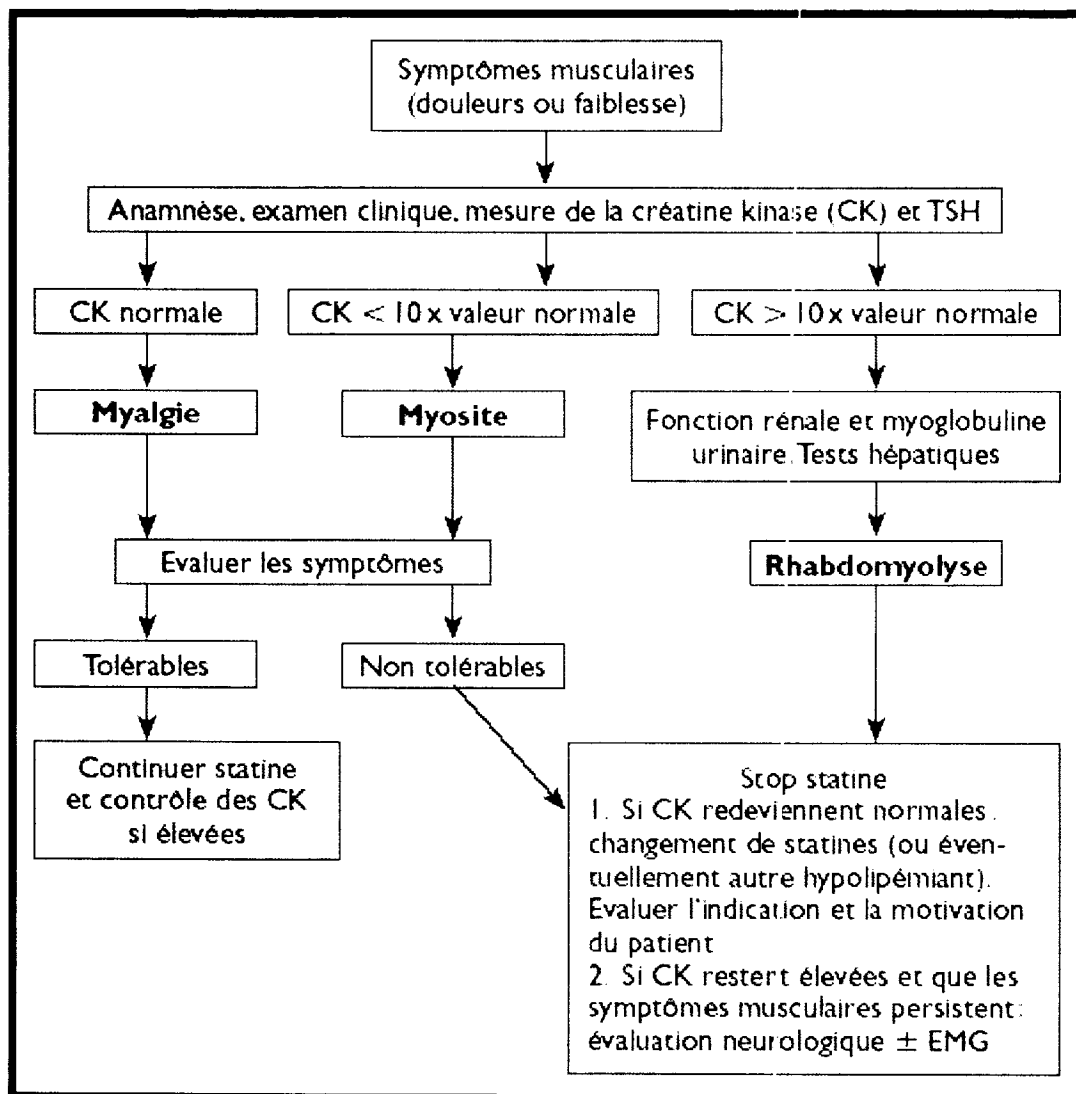 Symptômes musculaires
(douleurs ou faiblesse)
Anamnèse, examen clinique, mesure de la créatine kinase (CK) et TSH
CK normale
CK < 10 x valeur normale
CK > 10 x valeur normale
Myalgie
Myosite
Fonction rénale et myoglobuline
urinaire. Tests hépatiques
Evaluer les symptômes
Rhabdomyolyse
Tolérables
Non tolérables
Continuer statine
et contrôle des CK
si élevées
Stop statine
1. Si CK redeviennent normales :
changement de statines (ou éven-
tuellement autre hypolipémiant).
Evaluer l'indication et la motivation
du patient
2. Si CK restent élevées et que les
symptômes musculaires persistent :
évaluation neurologique ± EMG